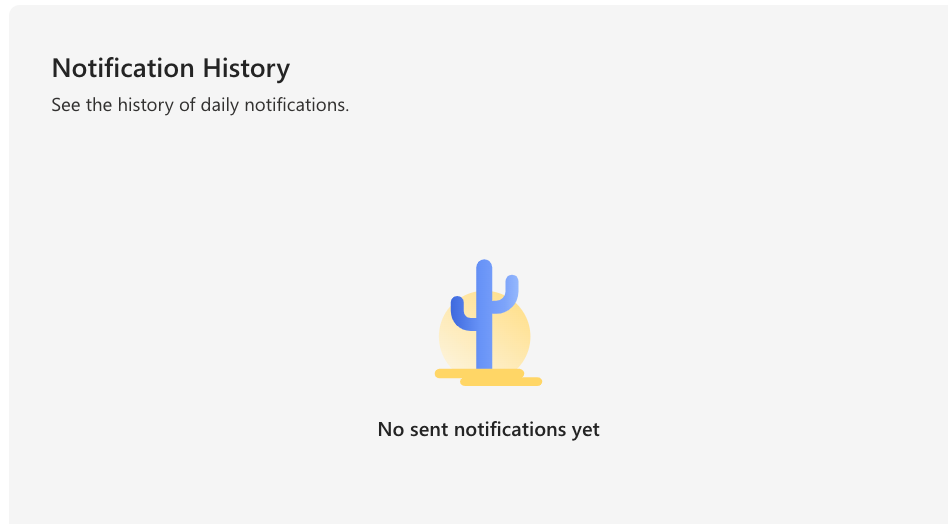 Notification History
See the history of daily notifications.
No sent notifications yet